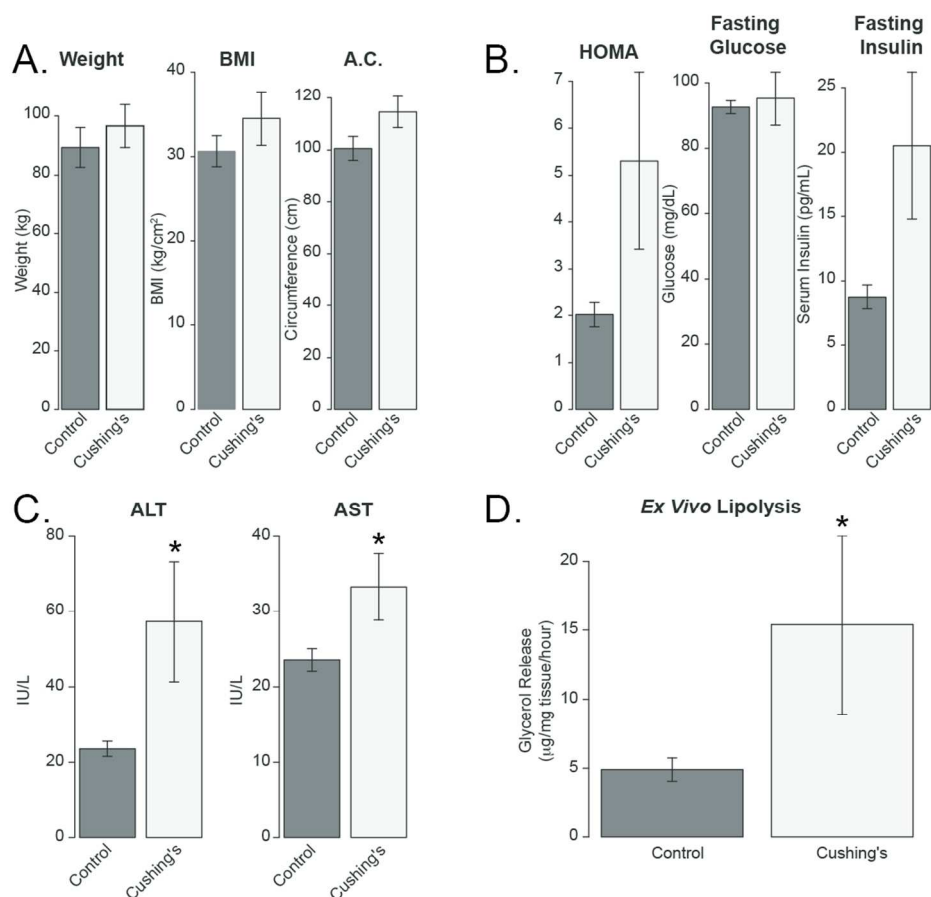 A.
Weight
Weight (kg)
100
80
60
40
20
0
Control
Cushing's
BMI
BMI (kg/cm²)
40
30
20
10
0
Control
Cushing's
A.C.
Circumference (cm)
120
100
80
60
40
20
0
Control
Cushing's
B.
HOMA
7
6
5
4
3
2
1
0
Control
Cushing's
Fasting
Glucose
Glucose (mg/dL)
100
80
60
40
20
0
Control
Cushing's
Fasting
Insulin
Serum Insulin (pg/mL)
25
20
15
10
5
0
Control
Cushing's
C.
ALT
IU/L
80
60
40
20
0
*
Control
Cushing's
AST
IU/L
40
30
20
10
0
*
Control
Cushing's
D.
Ex Vivo Lipolysis
Glycerol Release
(µg/mg tissue/hour)
20
15
10
5
0
*
Control
Cushing's